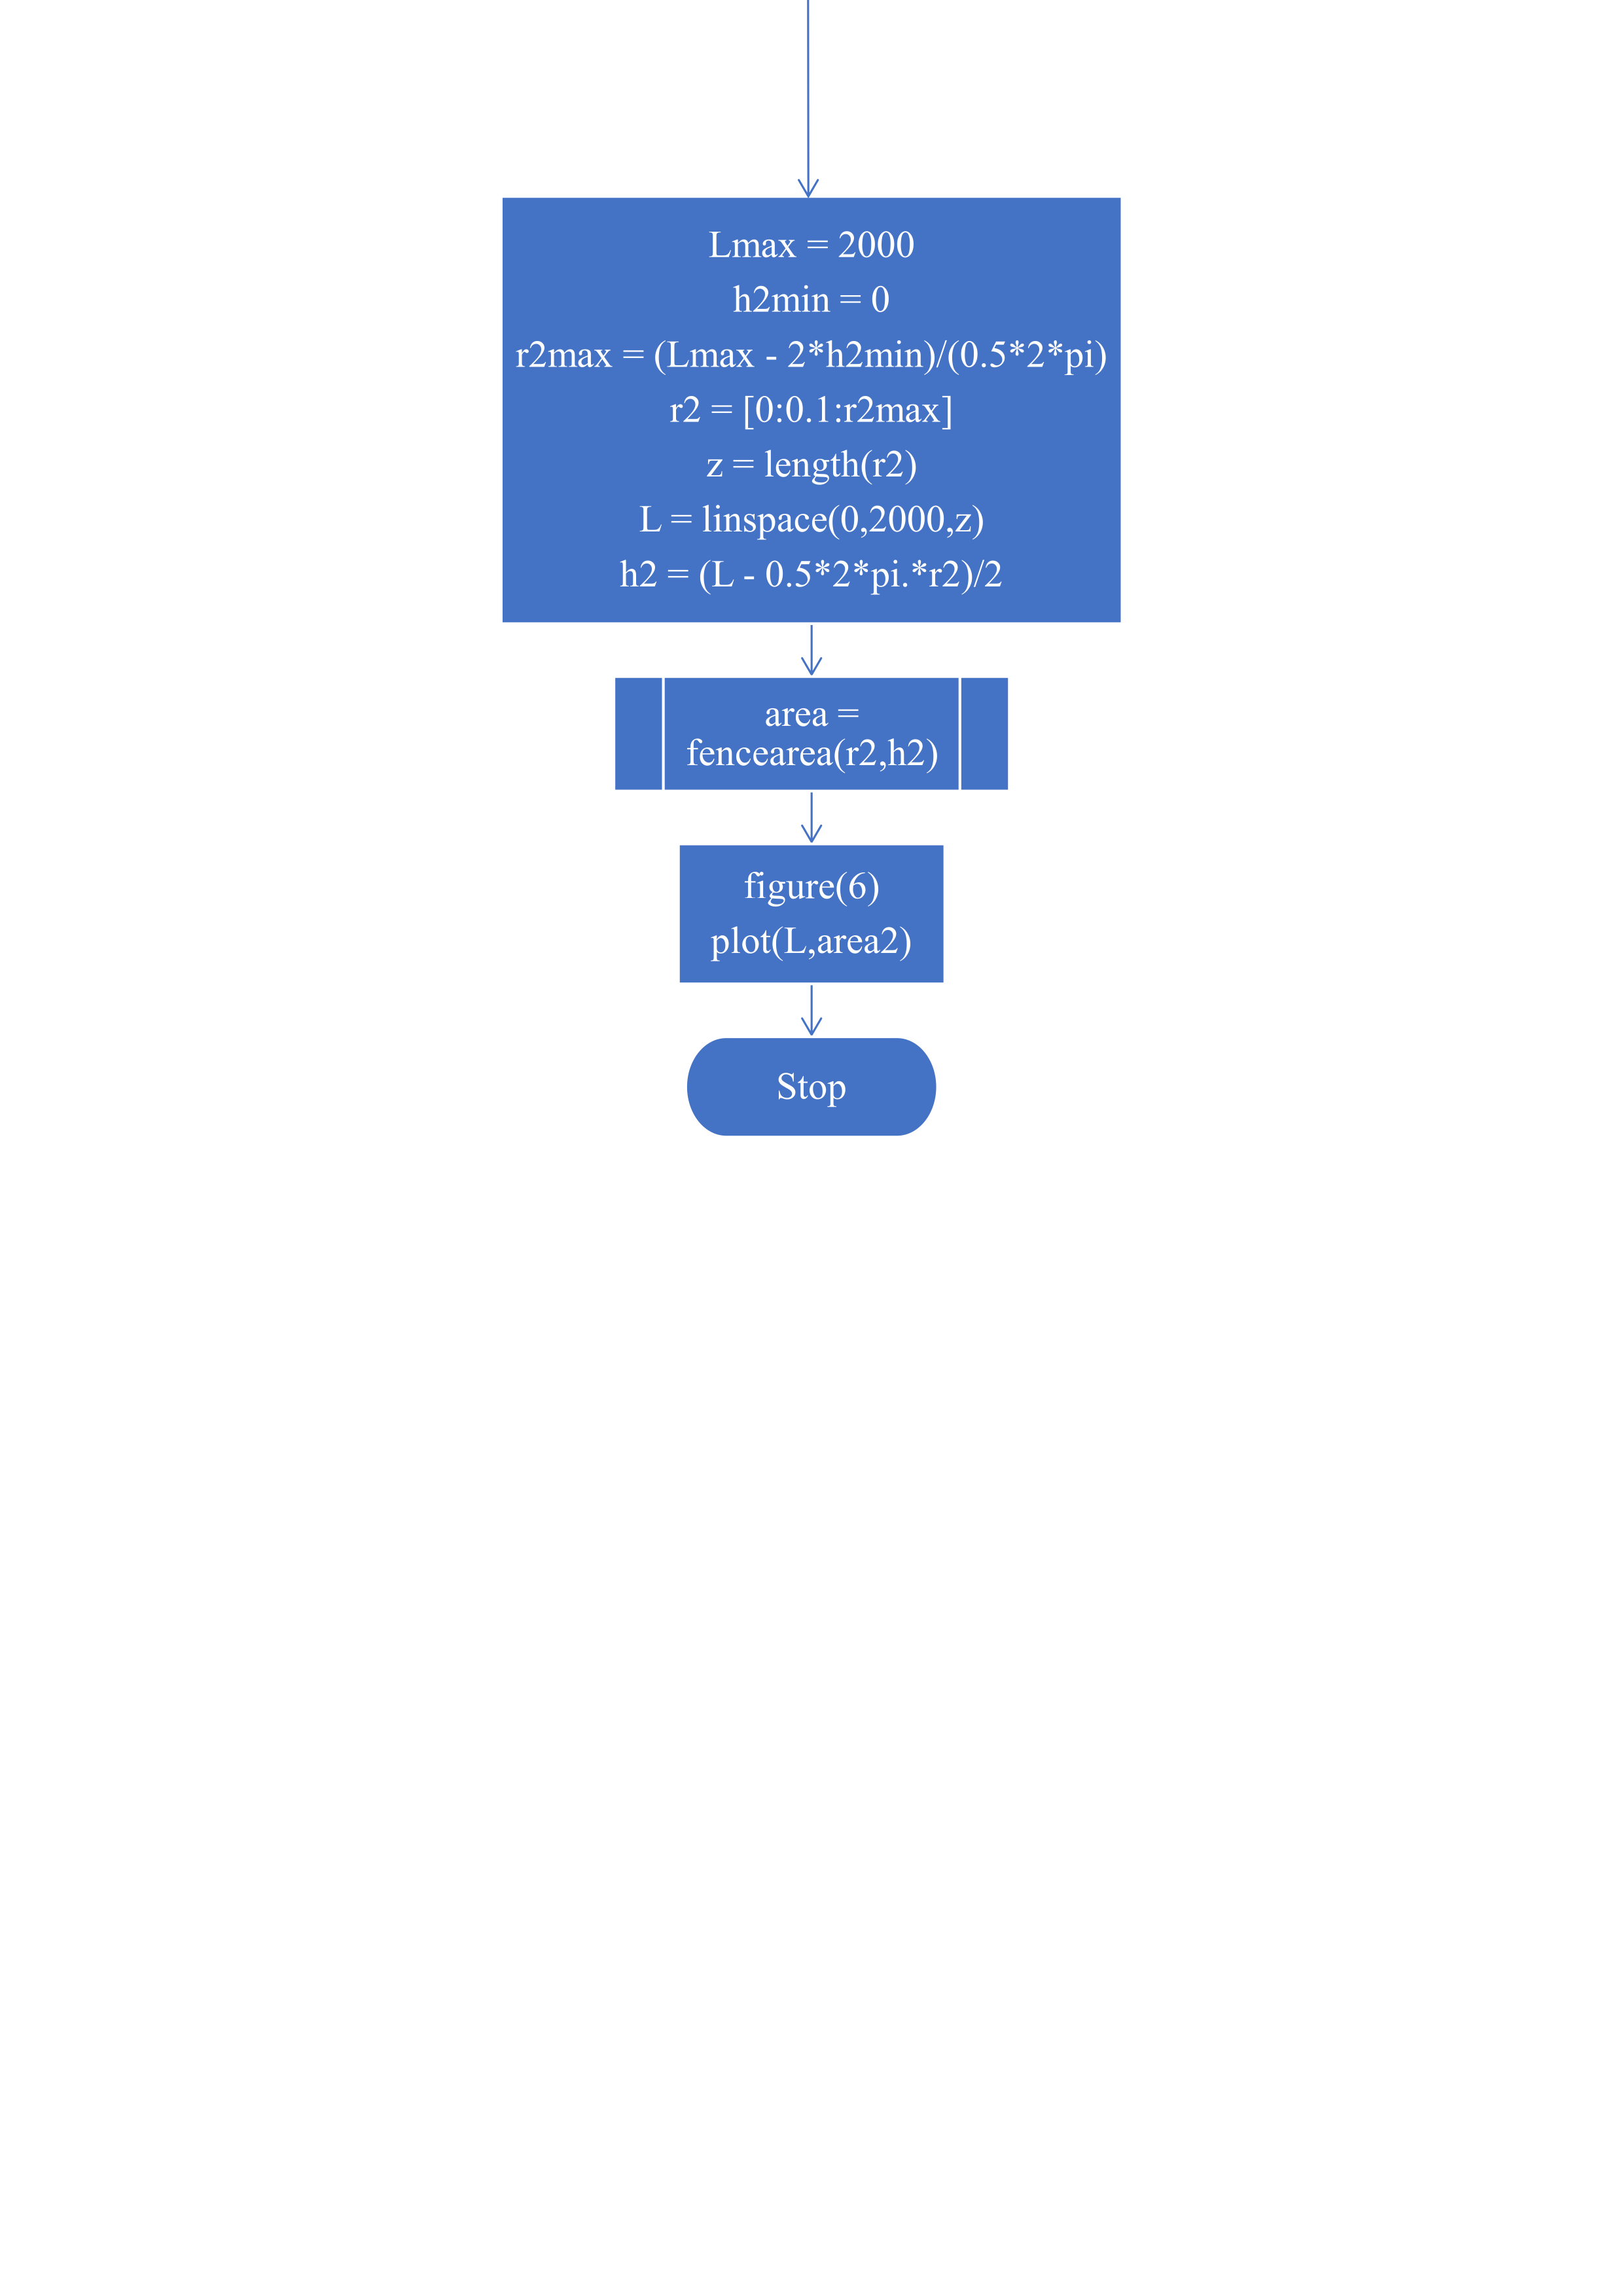 Lmax = 2000
h2min = 0
r2max = (Lmax - 2*h2min)/(0.5*2*pi)
r2 = [0:0.1:r2max]
z = length(r2)
L = linspace(0,2000,z)
h2 = (L - 0.5*2*pi.*r2)/2
area =
fencearea(r2,h2)
figure(6)
plot(L,area2)
Stop